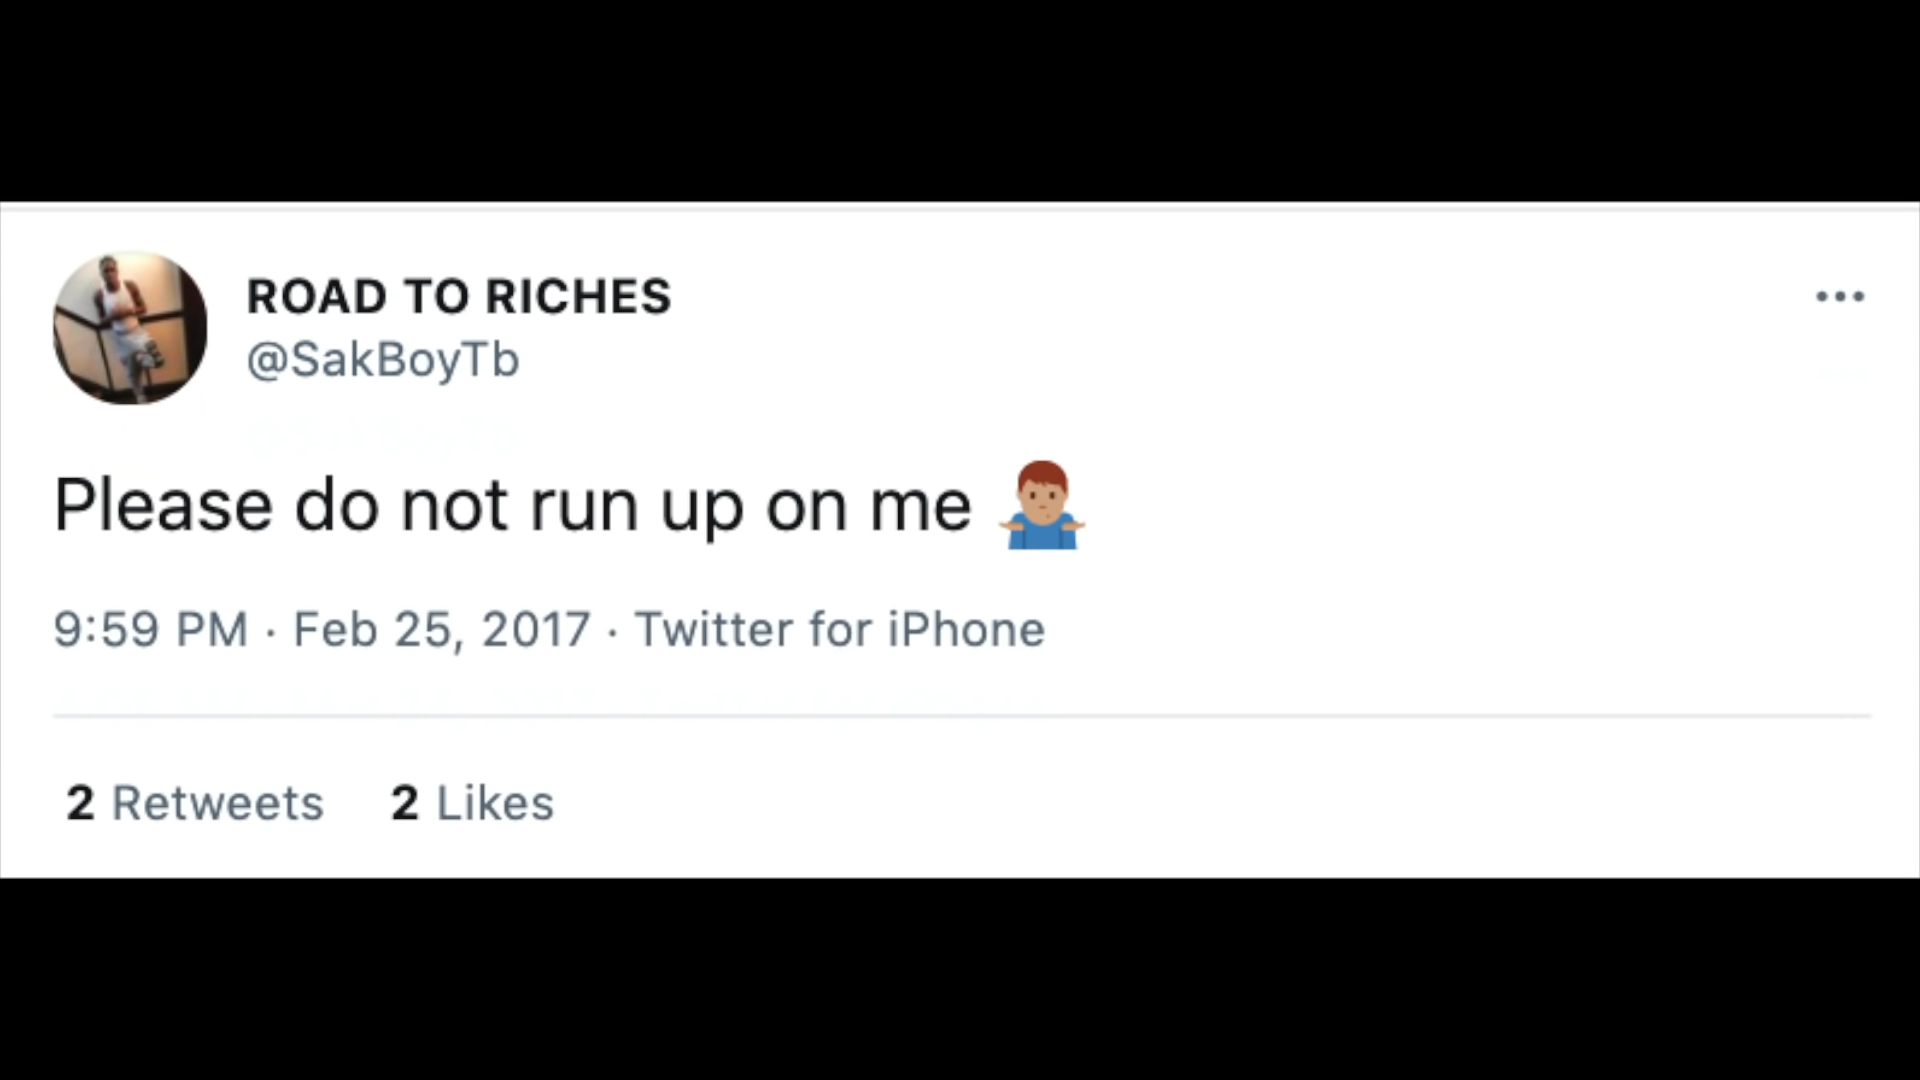 ROAD TO RICHES
@SakBoyTb
Please do not run up on me 🤷🏽‍♂️
9:59 PM · Feb 25, 2017 · Twitter for iPhone
2 Retweets 2 Likes